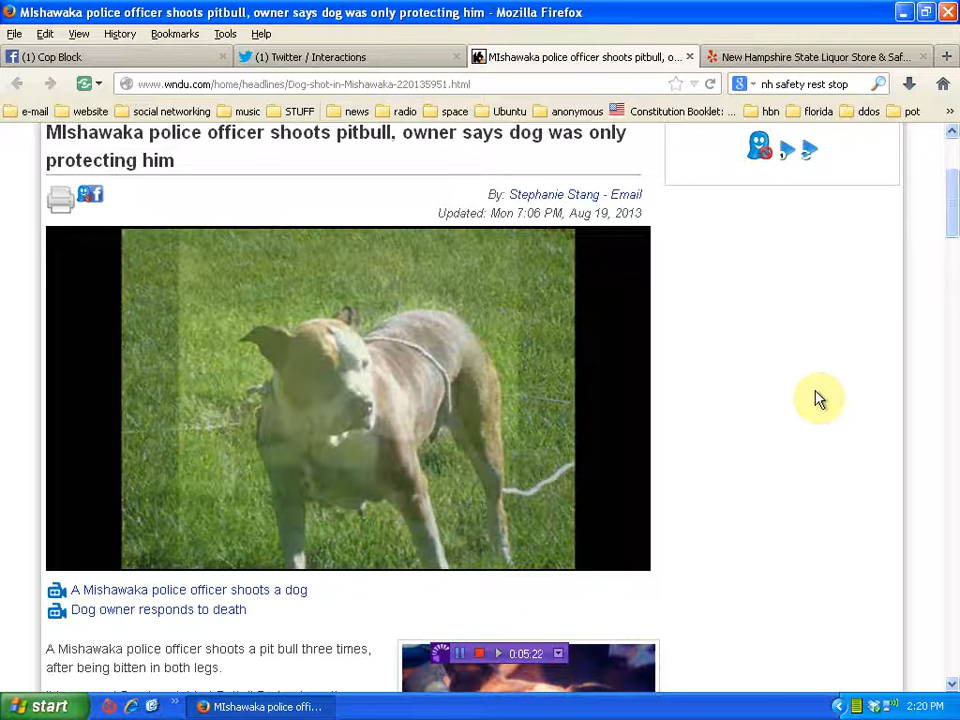 MIshawaka police officer shoots pitbull, owner says dog was only protecting him - Mozilla Firefox
File Edit View History Bookmarks Tools Help
(1) Cop Block
(1) Twitter / Interactions
MIshawaka police officer shoots pitbull, o...
New Hampshire State Liquor Store & Saf...
www.wndu.com/home/headlines/Dog-shot-in-Mishawaka-220135951.html
nh safety rest stop
e-mail website social networking music STUFF news radio space Ubuntu anonymous Constitution Booklet: hbn florida ddos pot
MIshawaka police officer shoots pitbull, owner says dog was only
protecting him
By: Stephanie Stang - Email
Updated: Mon 7:06 PM, Aug 19, 2013
A Mishawaka police officer shoots a dog
Dog owner responds to death
A Mishawaka police officer shoots a pit bull three times,
after being bitten in both legs.
0:05:22
start
MIshawaka police offi...
2:20 PM